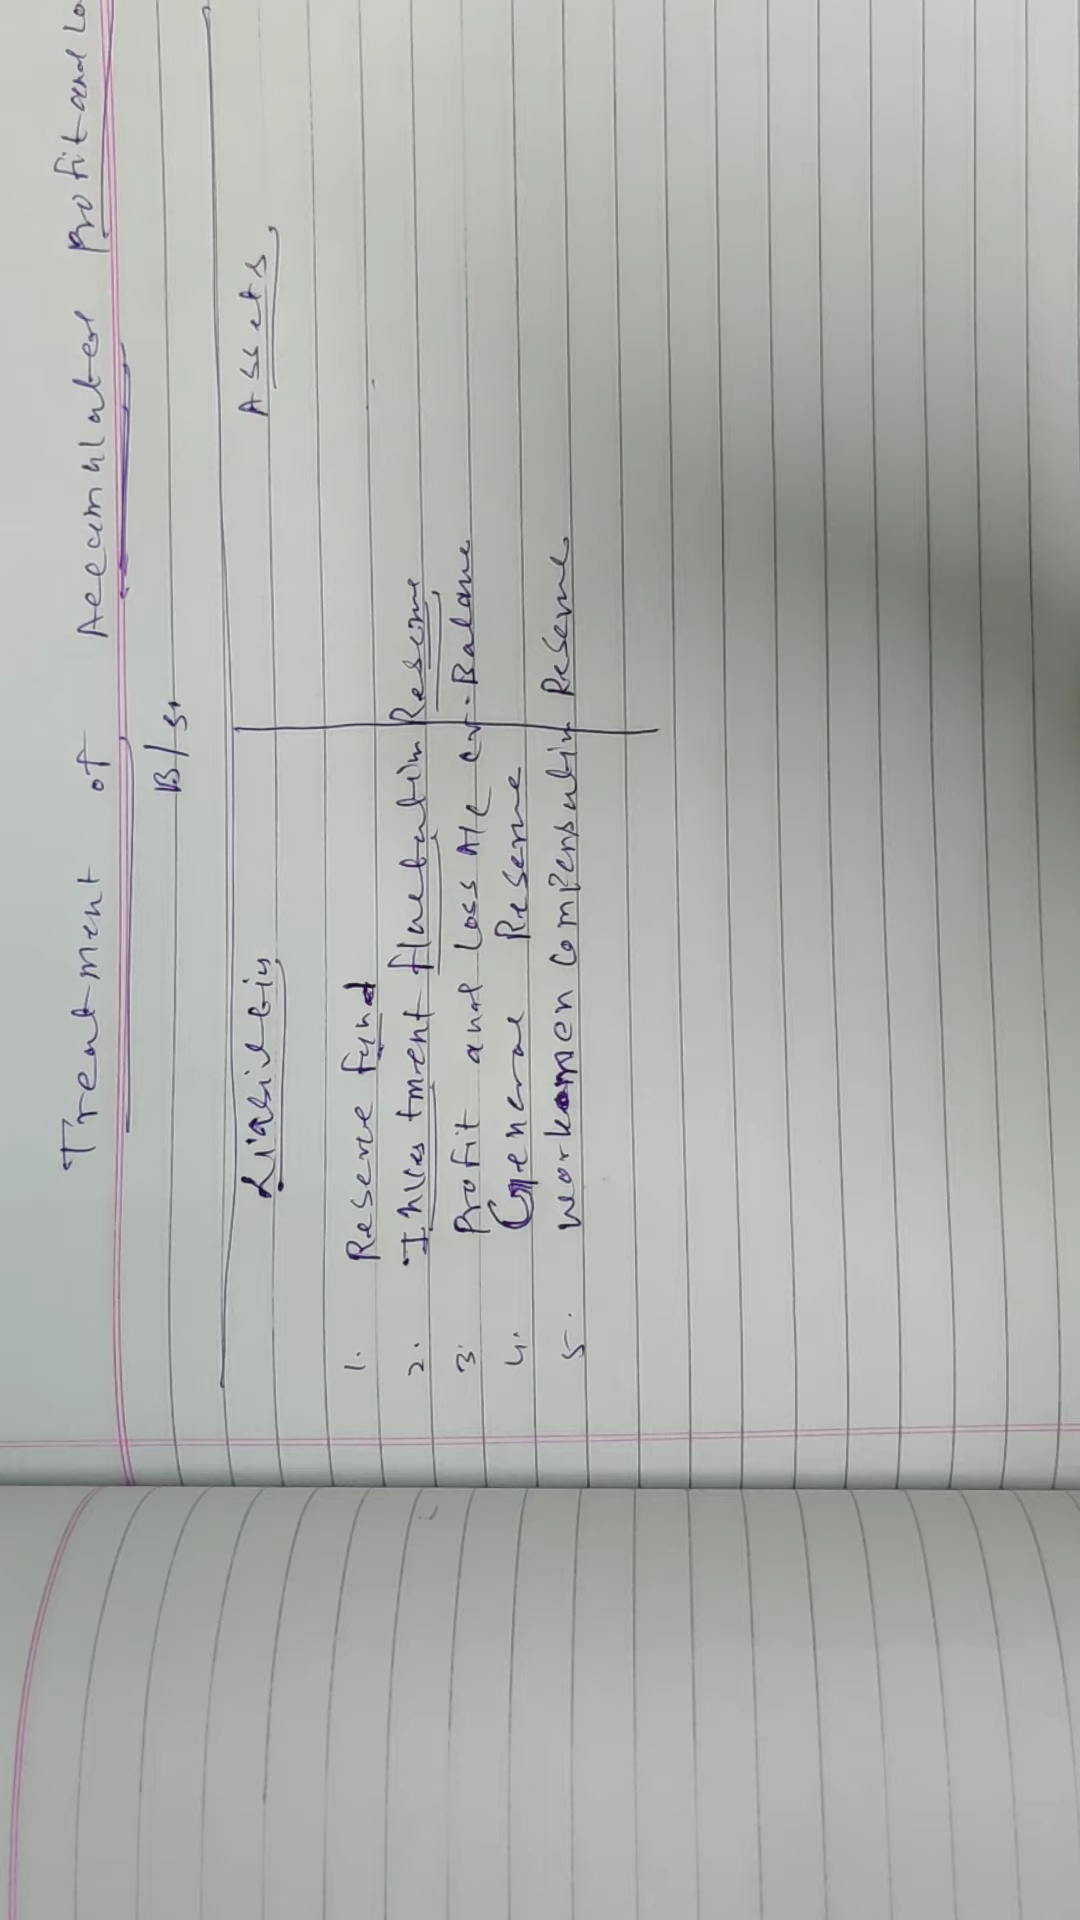 Treatment of Accumulated Profit and Lo
B/s.
Liabilities Assets
1. Reserve fund
2. Investment fluctuation Reserve
3. Profit and Loss A/c cr. Balance
4. General Reserve
5. Workmen Compensation Reserve